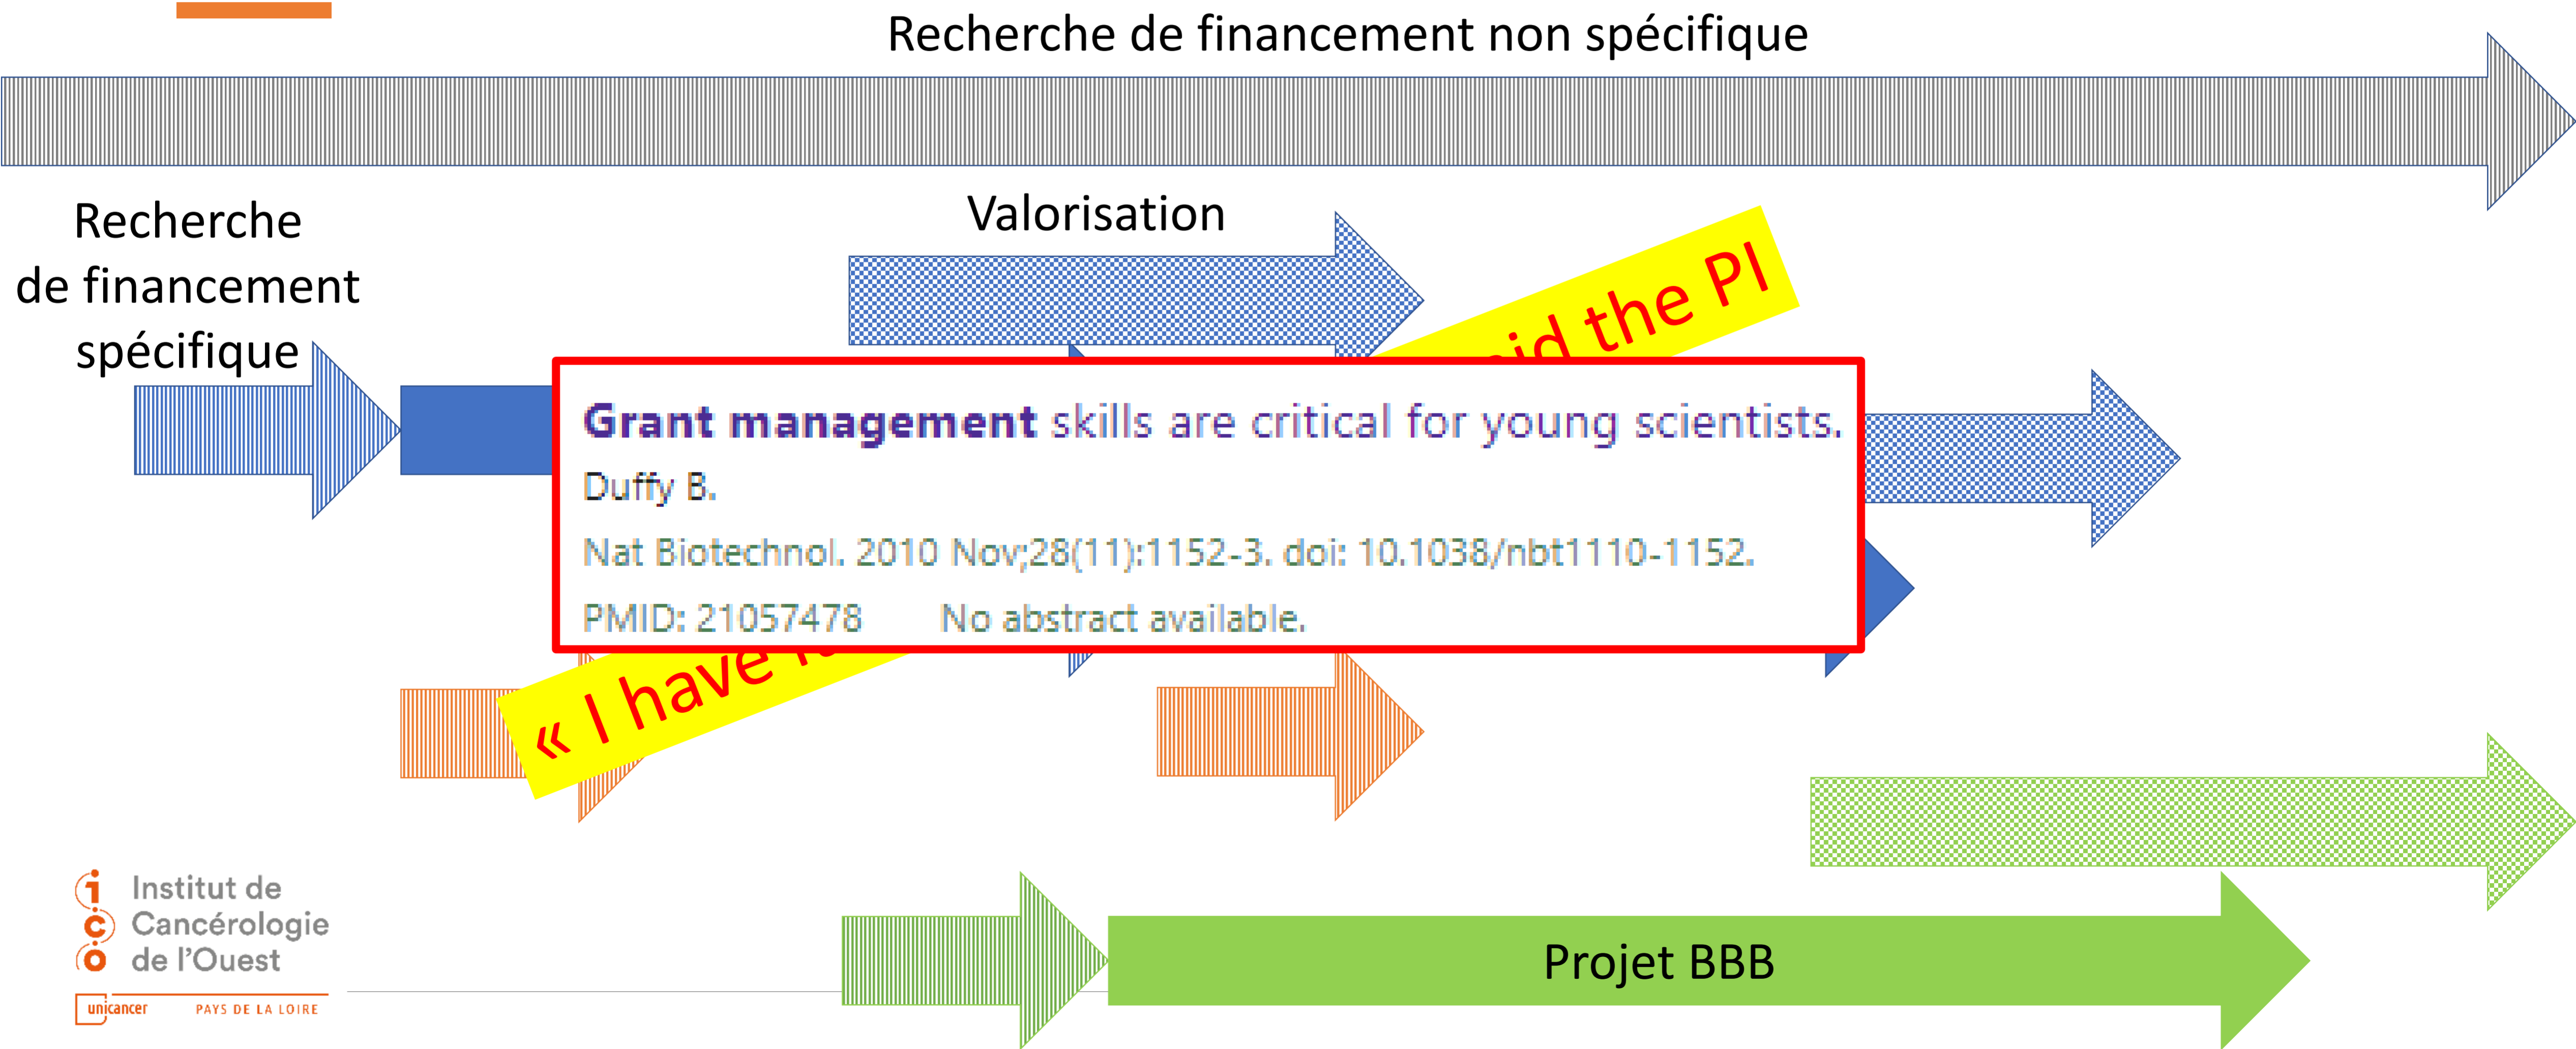 Recherche de financement non spécifique
Recherche
de financement
spécifique
Valorisation
the PI
Grant management skills are critical for young scientists.
Duffy B.
Nat Biotechnol. 2010 Nov;28(11):1152-3. doi: 10.1038/nbt1110-1152.
PMID: 21057478 No abstract available.
« I have
Projet BBB
ico
Institut de
Cancérologie
de l'Ouest
unicancer PAYS DE LA LOIRE